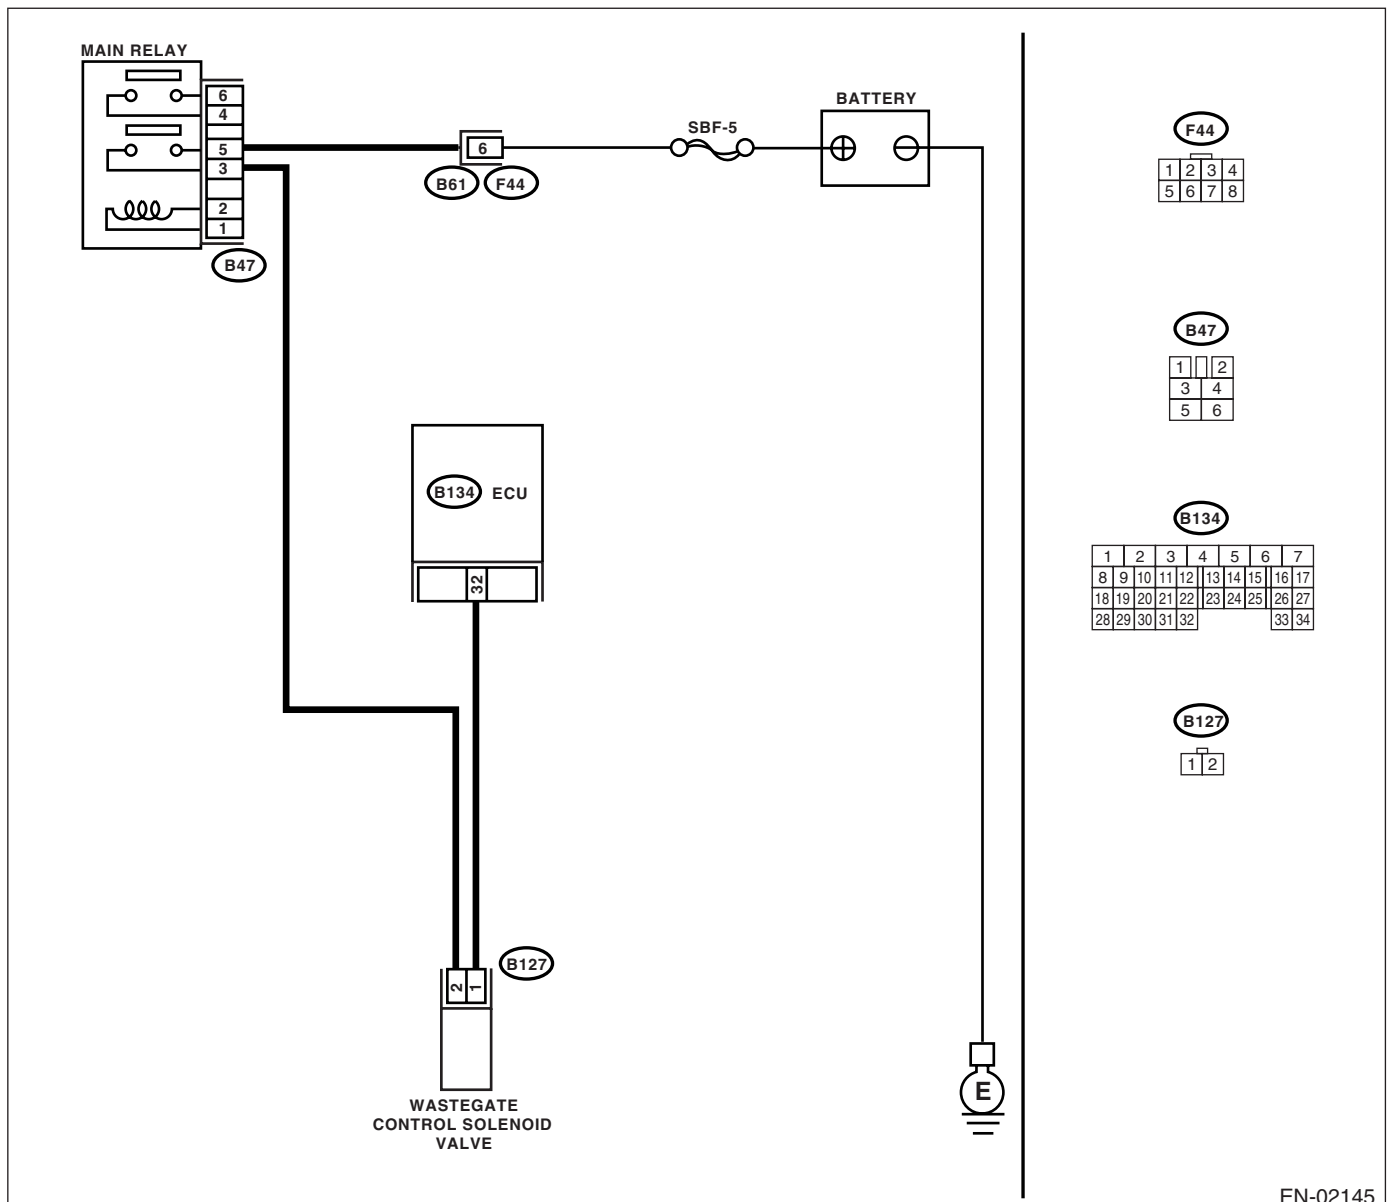 MAIN RELAY
6
4
5
3
2
1
B47
6
B61 F44
SBF-5
BATTERY
B134 ECU
32
B127
2 1
WASTEGATE
CONTROL SOLENOID
VALVE
E
F44
1 2 3 4
5 6 7 8
B47
1 2
3 4
5 6
B134
1 2 3 4 5 6 7
8 9 10 11 12 13 14 15 16 17
18 19 20 21 22 23 24 25 26 27
28 29 30 31 32 33 34
B127
1 2
EN-02145